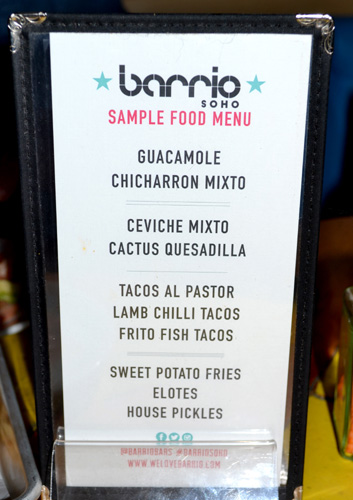 barrio
SOHO
SAMPLE FOOD MENU
GUACAMOLE
CHICHARRON MIXTO
CEVICHE MIXTO
CACTUS QUESADILLA
TACOS AL PASTOR
LAMB CHILLI TACOS
FRITO FISH TACOS
SWEET POTATO FRIES
ELOTES
HOUSE PICKLES
@BARRIOBARS @BARRIOSOHO
WWW.WELOVEBARRIO.COM